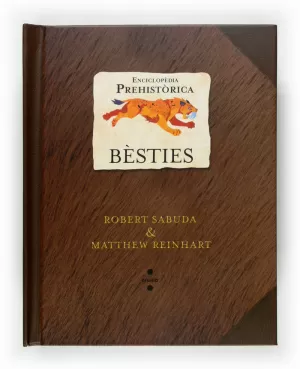 ENCICLOPÈDIA
PREHISTÒRICA
BÈSTIES
ROBERT SABUDA
&
MATTHEW REINHART